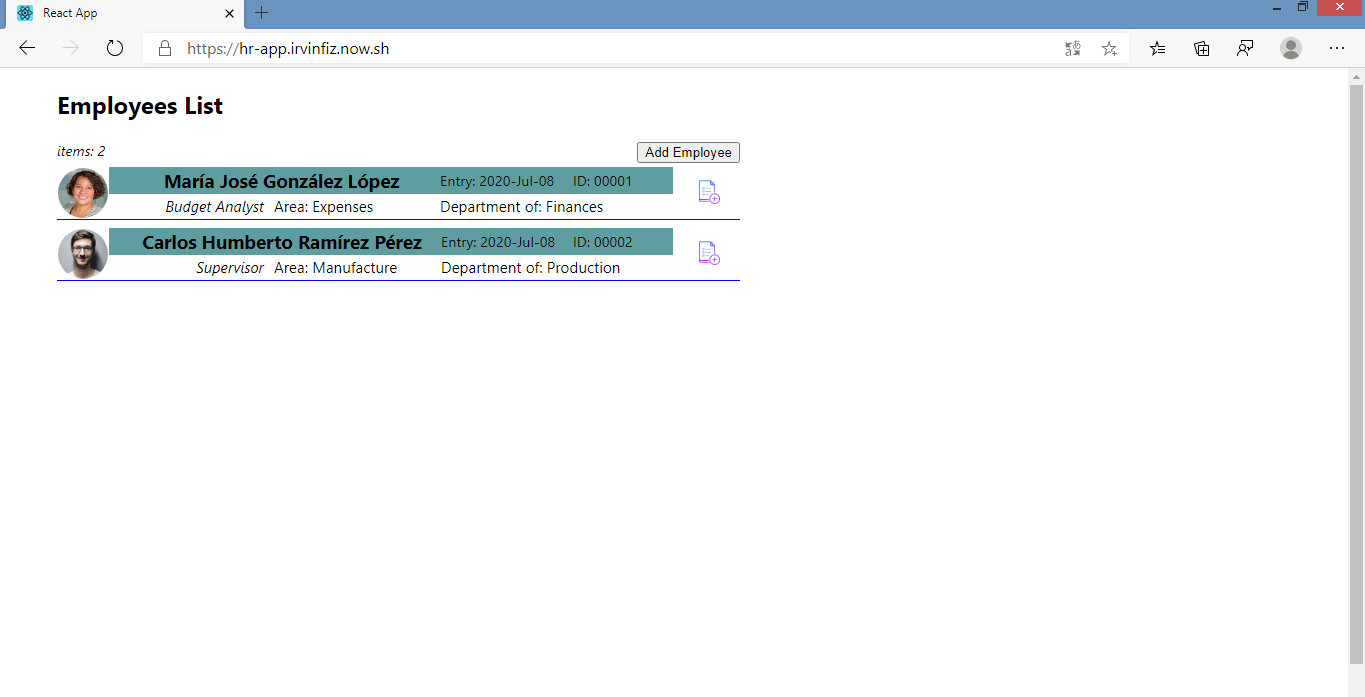 React App
https://hr-app.irvinfiz.now.sh
Employees List
items: 2
Add Employee
María José González López Entry: 2020-Jul-08 ID: 00001
Budget Analyst Area: Expenses Department of: Finances
Carlos Humberto Ramírez Pérez Entry: 2020-Jul-08 ID: 00002
Supervisor Area: Manufacture Department of: Production